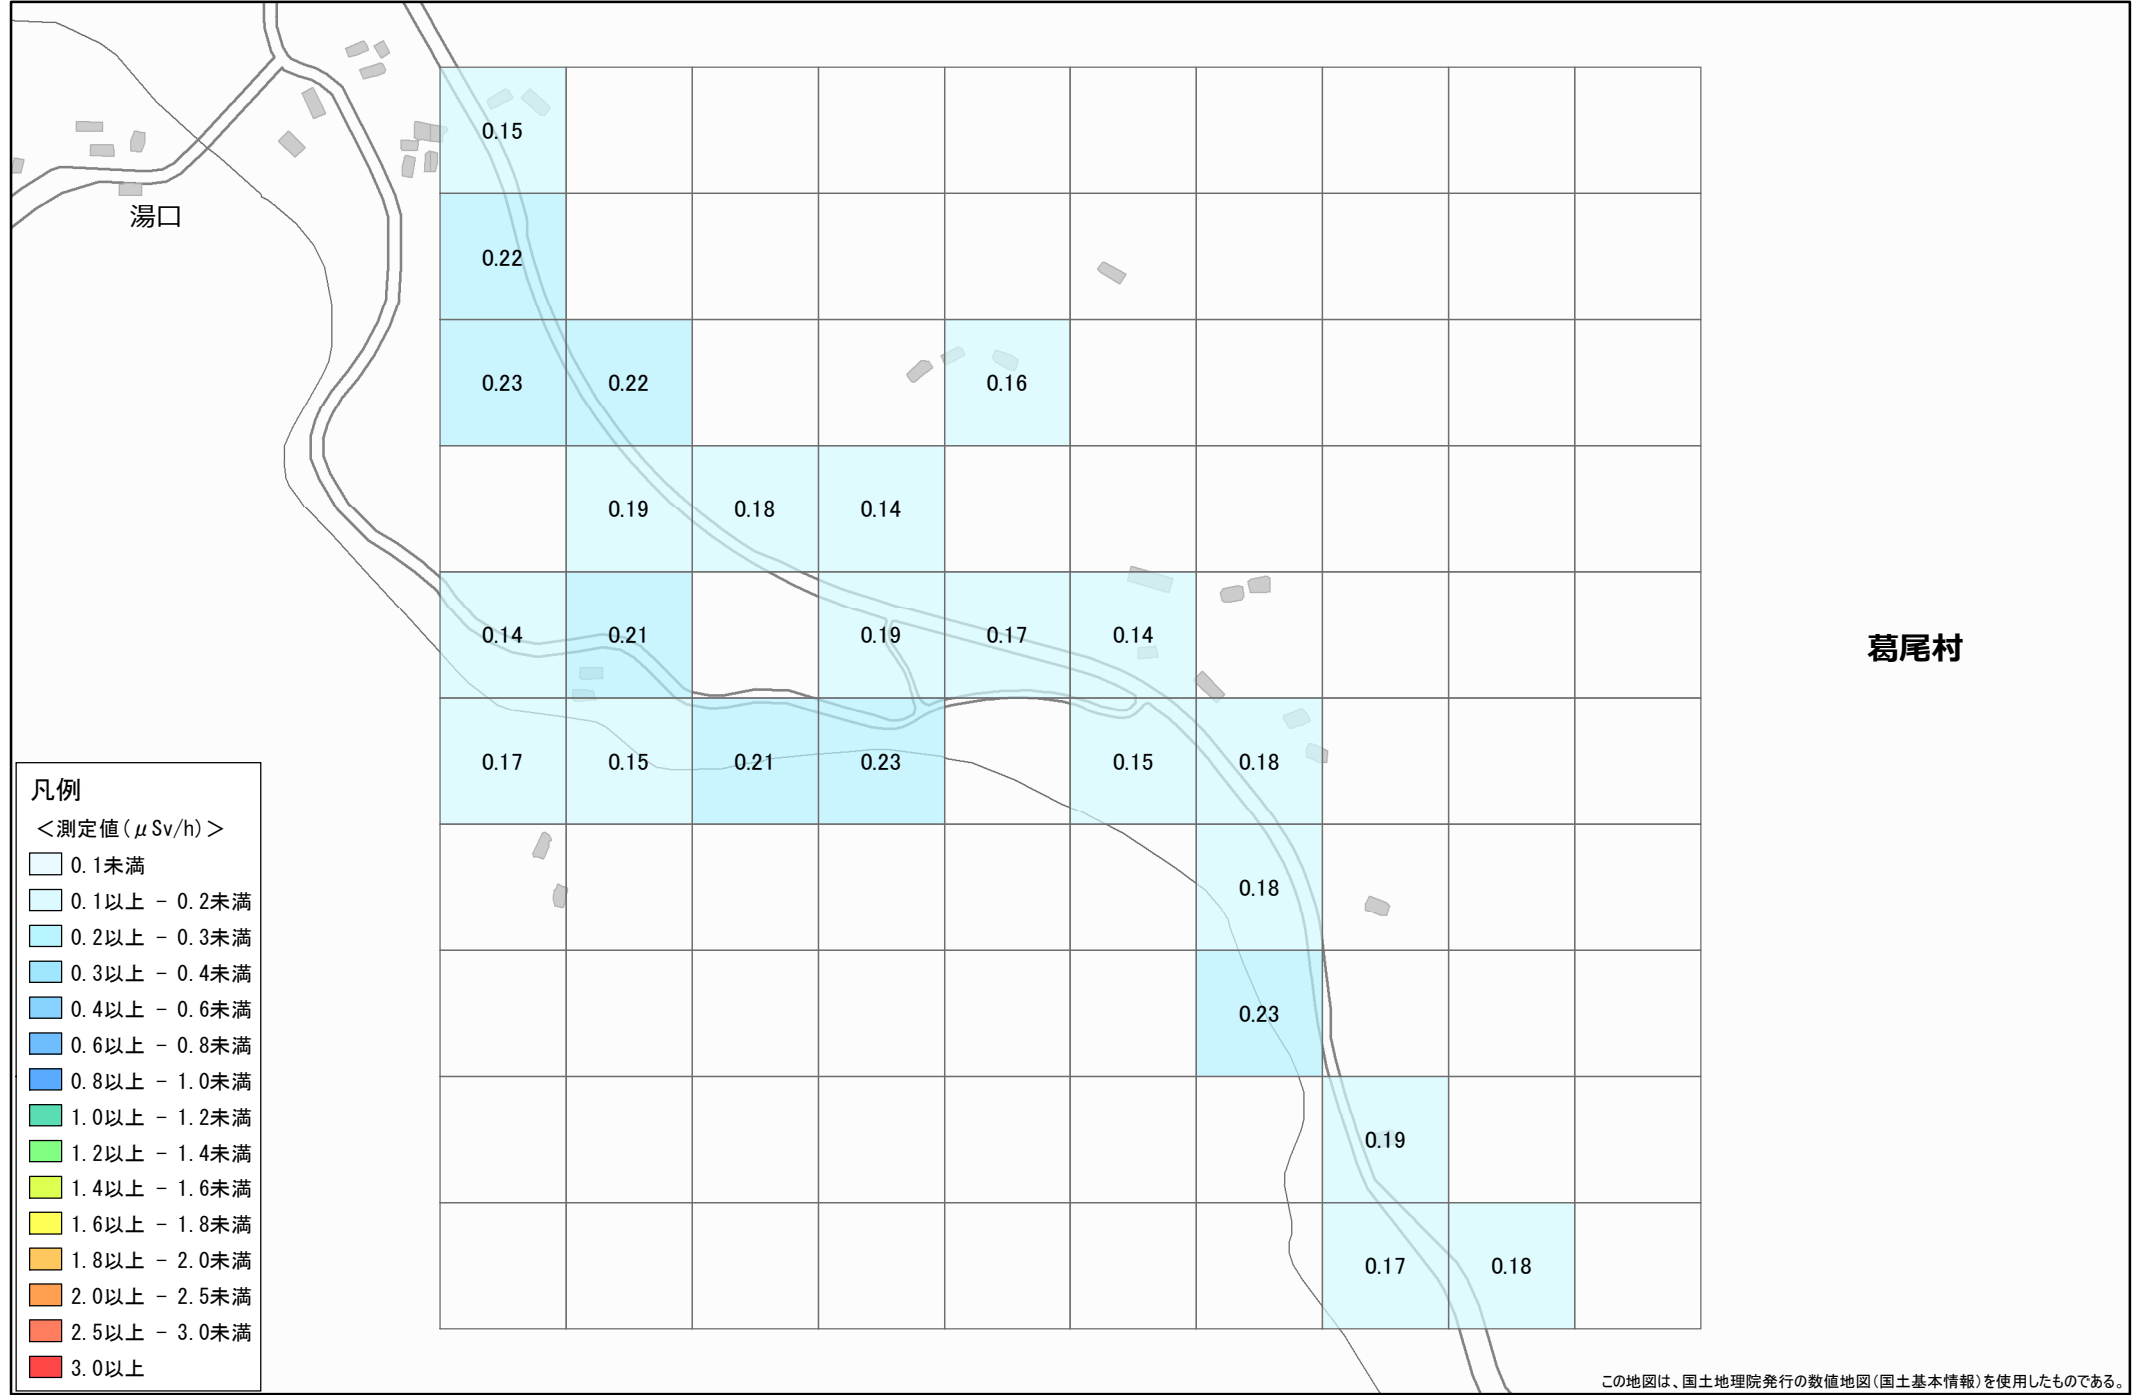 0.15
湯口
0.22
0.23 0.22 0.16
0.19 0.18 0.14
0.14 0.21 0.19 0.17 0.14
葛尾村
0.17 0.15 0.21 0.23 0.15 0.18
0.18
0.23
0.19
0.17 0.18
凡例
＜測定値(μSv/h)＞
0.1未満
0.1以上 － 0.2未満
0.2以上 － 0.3未満
0.3以上 － 0.4未満
0.4以上 － 0.6未満
0.6以上 － 0.8未満
0.8以上 － 1.0未満
1.0以上 － 1.2未満
1.2以上 － 1.4未満
1.4以上 － 1.6未満
1.6以上 － 1.8未満
1.8以上 － 2.0未満
2.0以上 － 2.5未満
2.5以上 － 3.0未満
3.0以上
この地図は、国土地理院発行の数値地図(国土基本情報)を使用したものである。